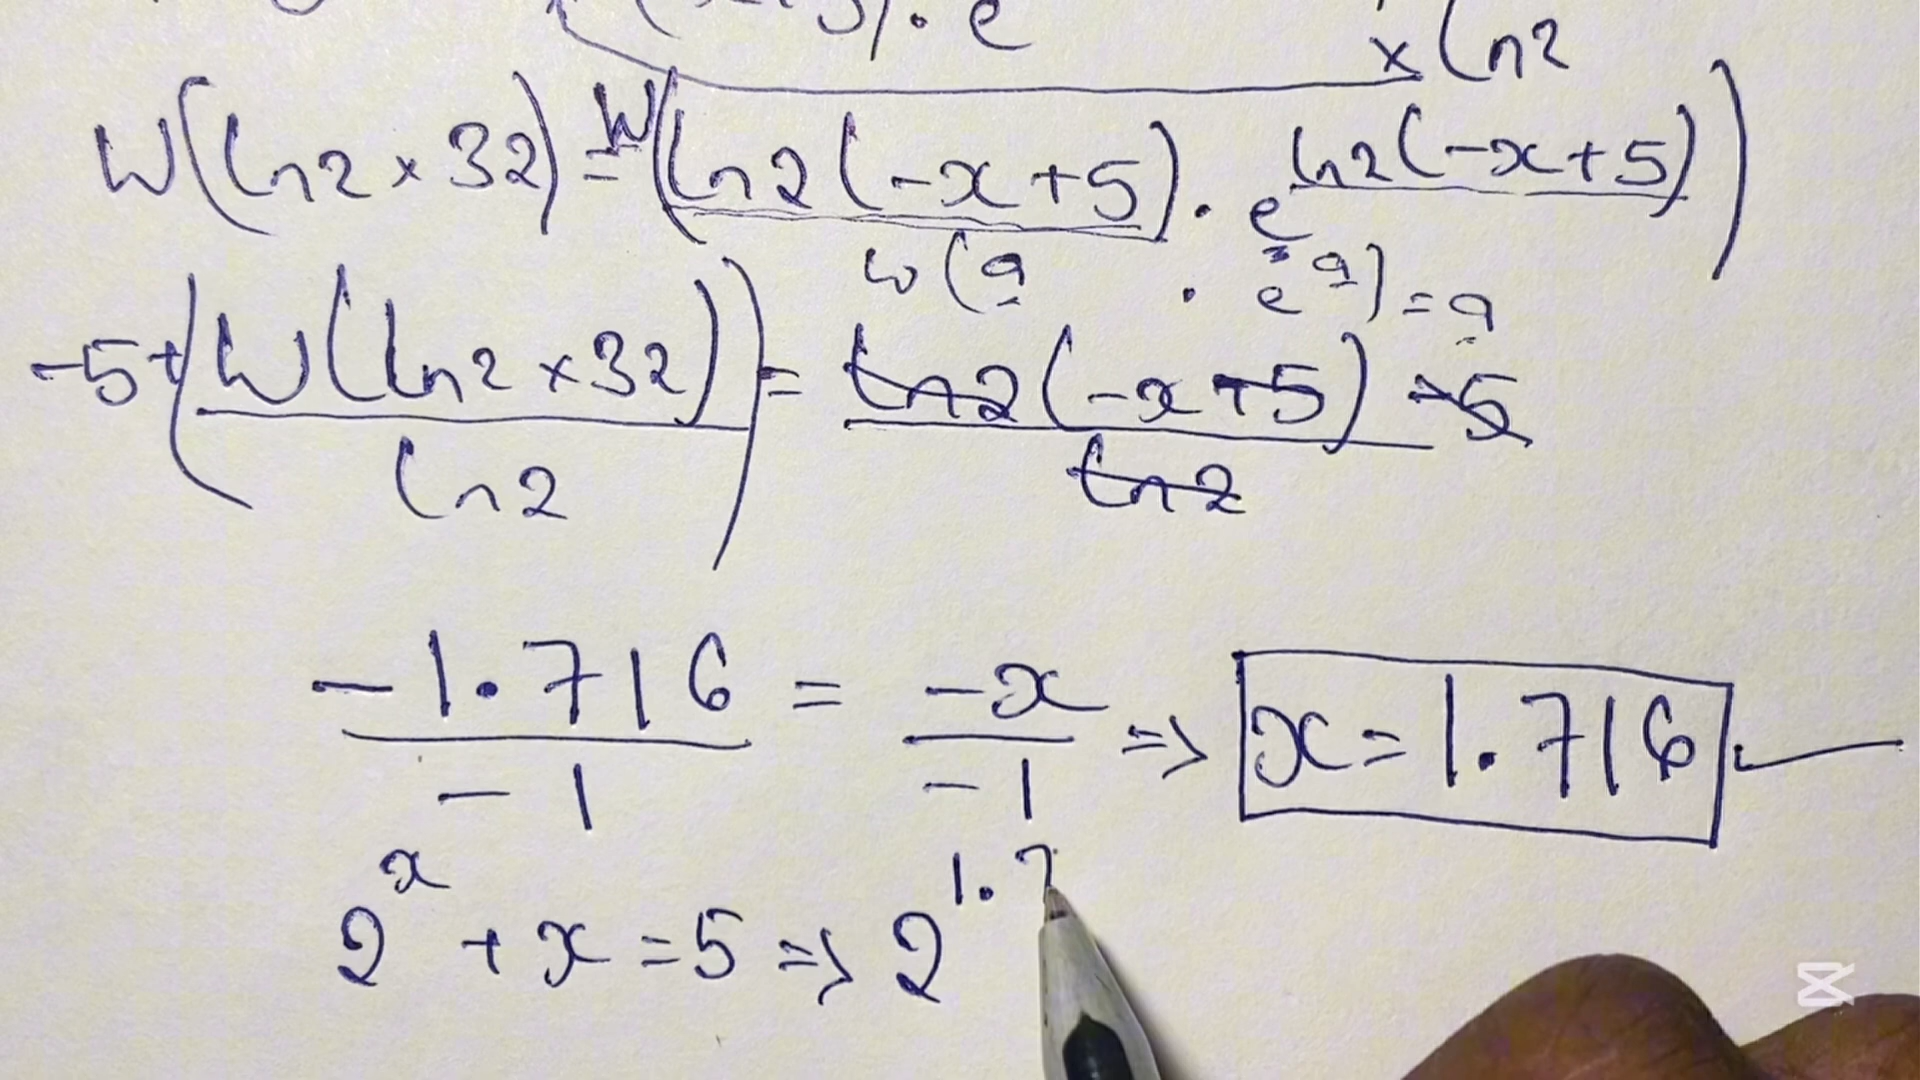 (x+5) · e
x ln2
W(ln2 × 32) = W(ln2(-x+5) · e^ln2(-x+5))
w(a · e^a) = a
-5+(W(ln2 ×32)/ln2) = ln2(-x+5)/ln2 -5
-1.716/-1 = -x/-1 => x = 1.716
2^x + x = 5 => 2^1.7